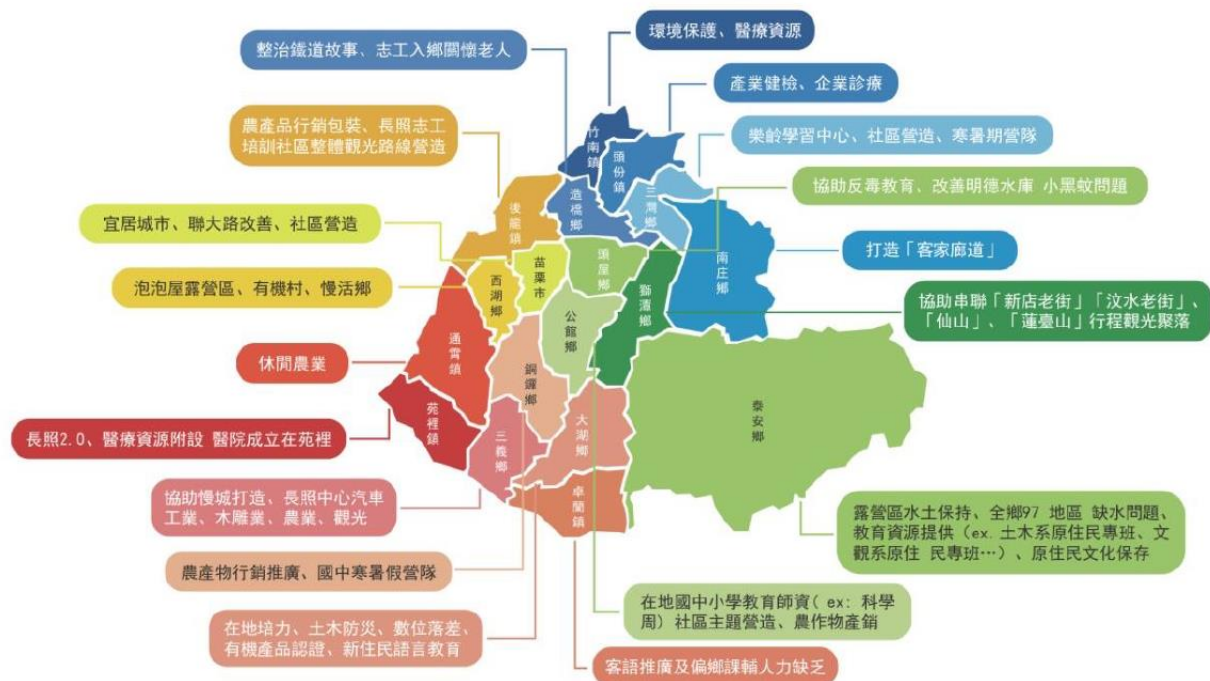 環境保護、醫療資源
整治鐵道故事、志工入鄉關懷老人
產業健檢、企業診療
農產品行銷包裝、長照志工
培訓社區整體觀光路線營造
樂齡學習中心、社區營造、寒暑期營隊
協助反毒教育、改善明德水庫 小黑蚊問題
宜居城市、聯大路改善、社區營造
打造「客家廊道」
泡泡屋露營區、有機村、慢活鄉
協助串聯「新店老街」「汶水老街」、
「仙山」、「蓮臺山」行程觀光聚落
休閒農業
長照2.0、醫療資源附設 醫院成立在苑裡
協助慢城打造、長照中心汽車
工業、木雕業、農業、觀光
露營區水土保持、全鄉97 地區 缺水問題、
教育資源提供(ex.土木系原住民專班、文
觀系原住 民專班…)、原住民文化保存
農產物行銷推廣、國中寒暑假營隊
在地國中小學教育師資( ex: 科學
周) 社區主題營造、農作物產銷
在地培力、土木防災、數位落差、
有機產品認證、新住民語言教育
客語推廣及偏鄉課輔人力缺乏
竹南鎮
頭份鎮
三灣鄉
造橋鄉
後龍鎮
南庄鄉
頭屋鄉
苗栗市
西湖鄉
獅潭鄉
公館鄉
通霄鎮
銅鑼鄉
泰安鄉
苑裡鎮
三義鄉
大湖鄉
卓蘭鎮